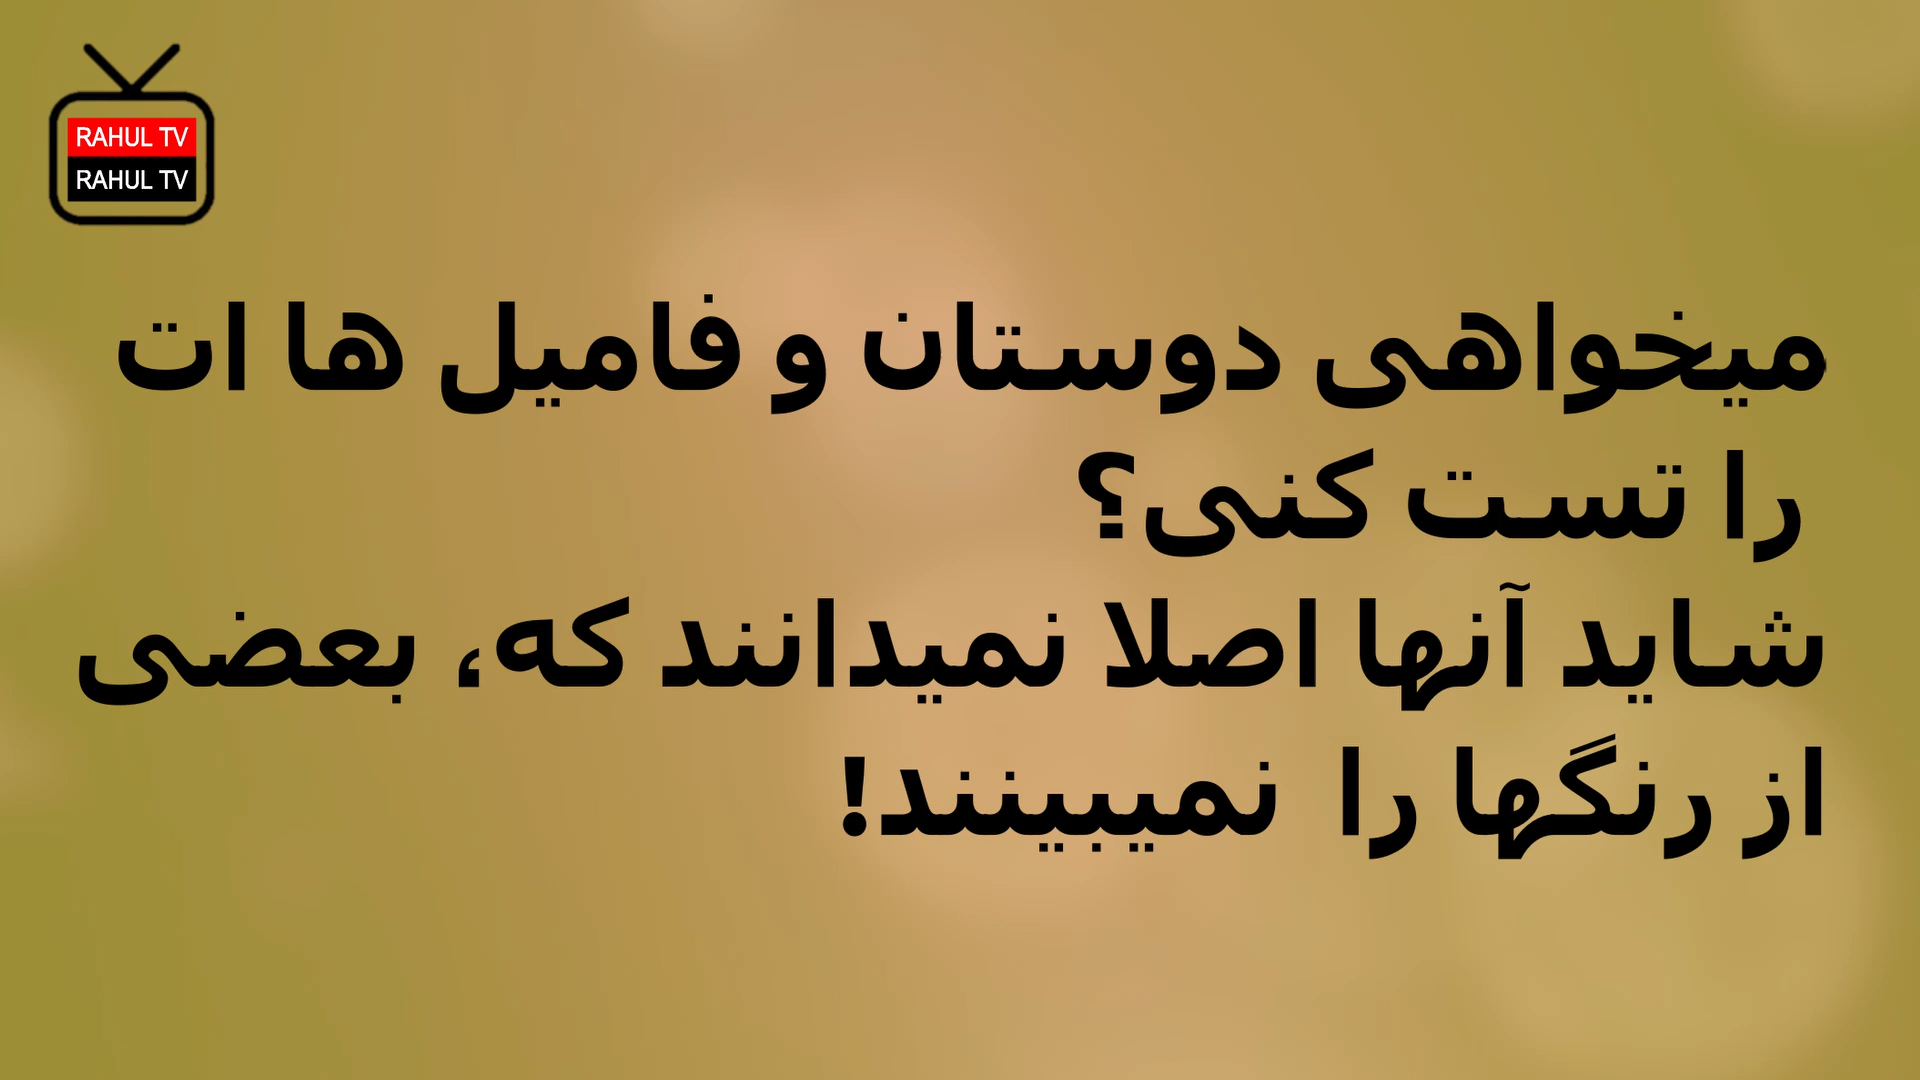 RAHUL TV
RAHUL TV
میخواهی دوستان و فامیل ها ات
را تست کنی؟
شاید آنها اصلا نمیدانند که، بعضی
از رنگها را نمیبینند!